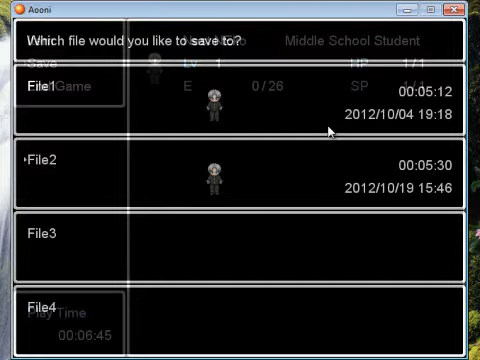 Aooni
Which file would you like to save to?
Middle School Student
Save
Lv 1
HP 1/1
File1
Game
E 0/26
SP 1/1
00:05:12
2012/10/04 19:18
File2
00:05:30
2012/10/19 15:46
File3
File4
Play Time
00:06:45